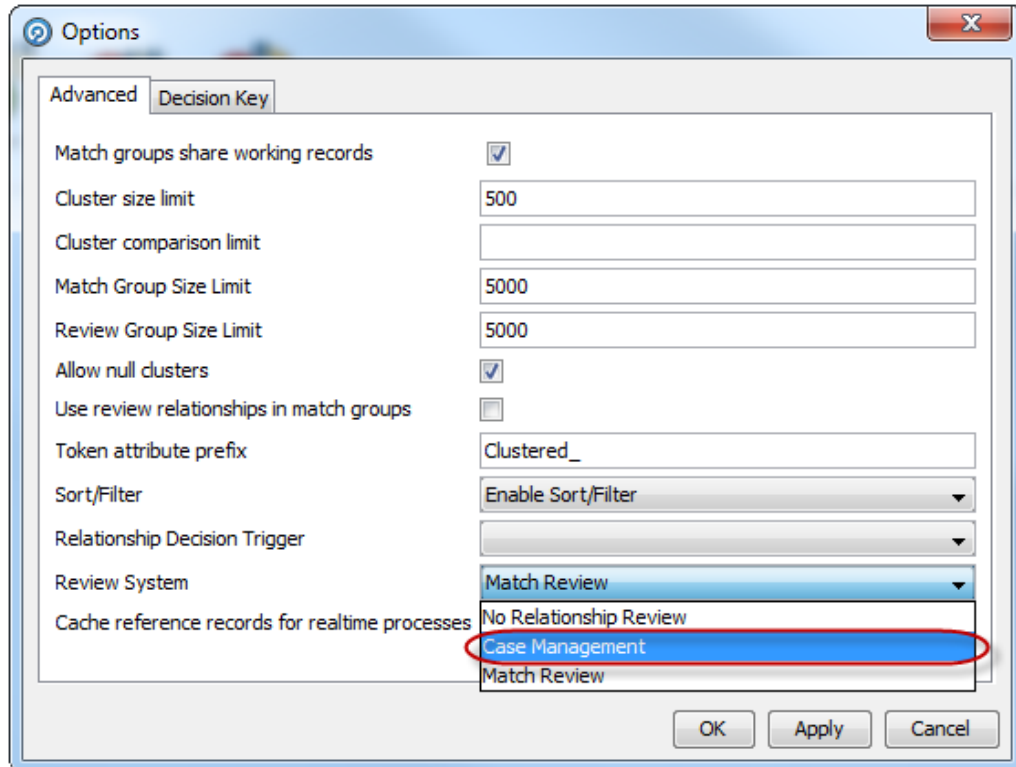 Options
Advanced Decision Key
Match groups share working records
Cluster size limit 500
Cluster comparison limit
Match Group Size Limit 5000
Review Group Size Limit 5000
Allow null clusters
Use review relationships in match groups
Token attribute prefix Clustered_
Sort/Filter Enable Sort/Filter
Relationship Decision Trigger
Review System Match Review
Cache reference records for realtime processes No Relationship Review
Case Management
Match Review
OK Apply Cancel